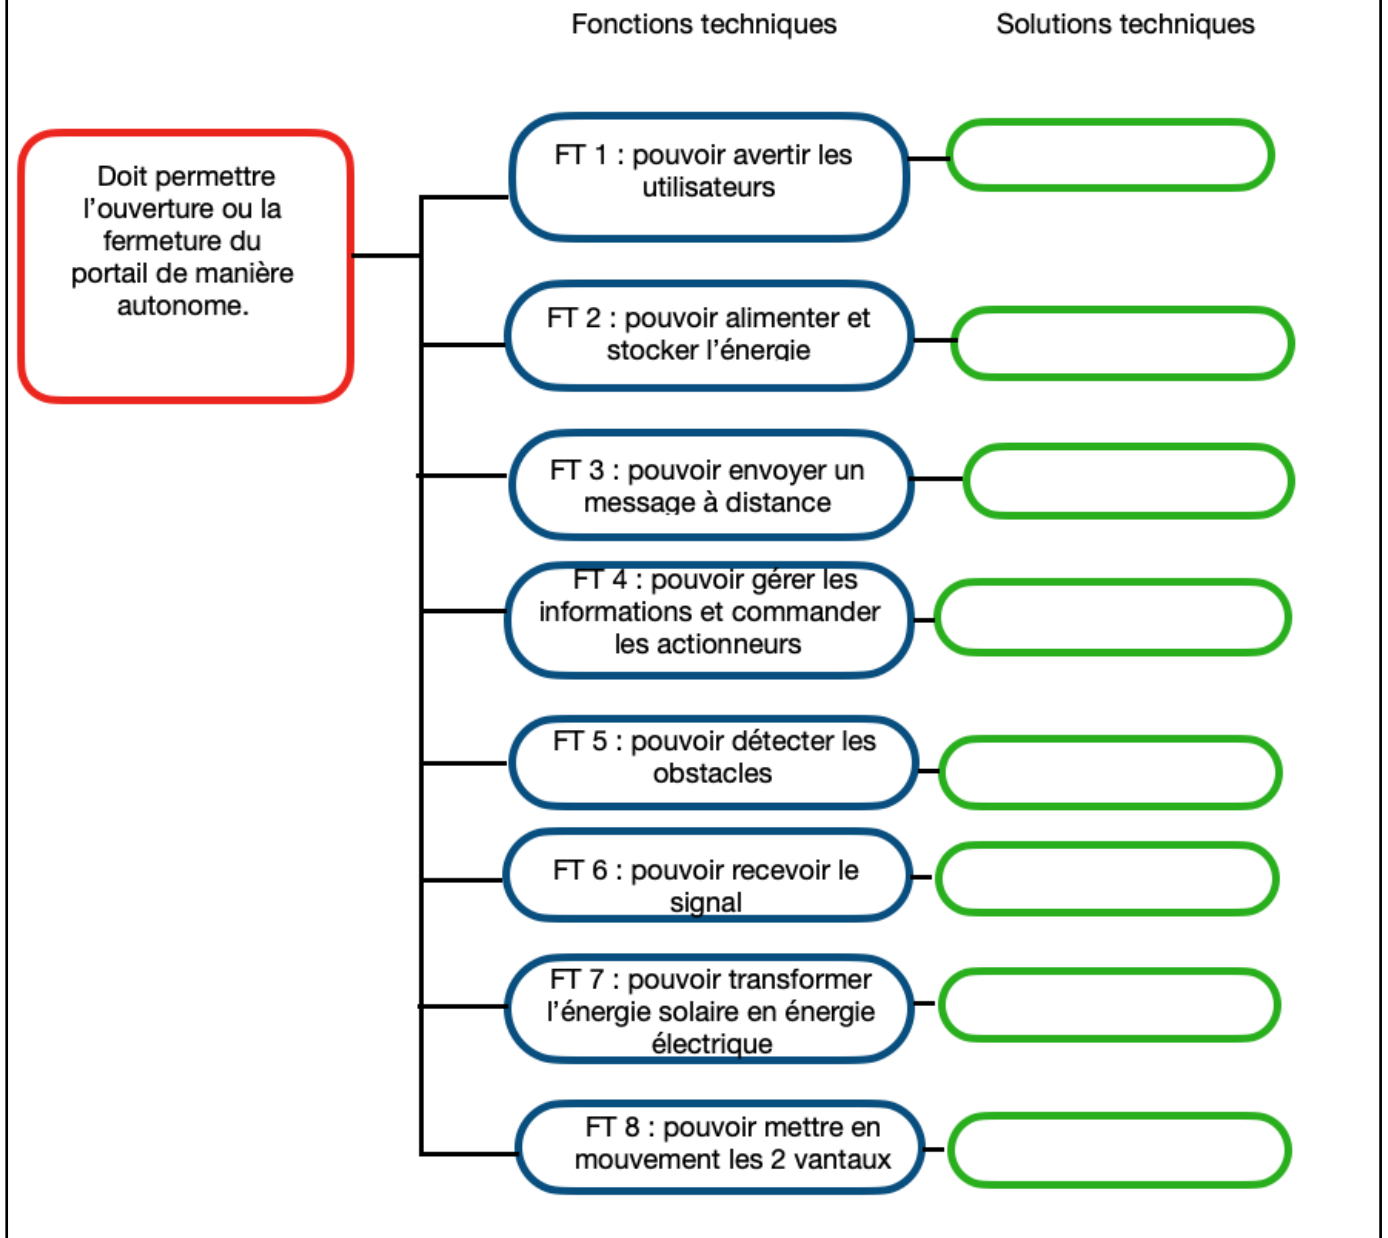 Fonctions techniques
Solutions techniques
Doit permettre
l’ouverture ou la
fermeture du
portail de manière
autonome.
FT 1 : pouvoir avertir les
utilisateurs
FT 2 : pouvoir alimenter et
stocker l’énergie
FT 3 : pouvoir envoyer un
message à distance
FT 4 : pouvoir gérer les
informations et commander
les actionneurs
FT 5 : pouvoir détecter les
obstacles
FT 6 : pouvoir recevoir le
signal
FT 7 : pouvoir transformer
l’énergie solaire en énergie
électrique
FT 8 : pouvoir mettre en
mouvement les 2 vantaux